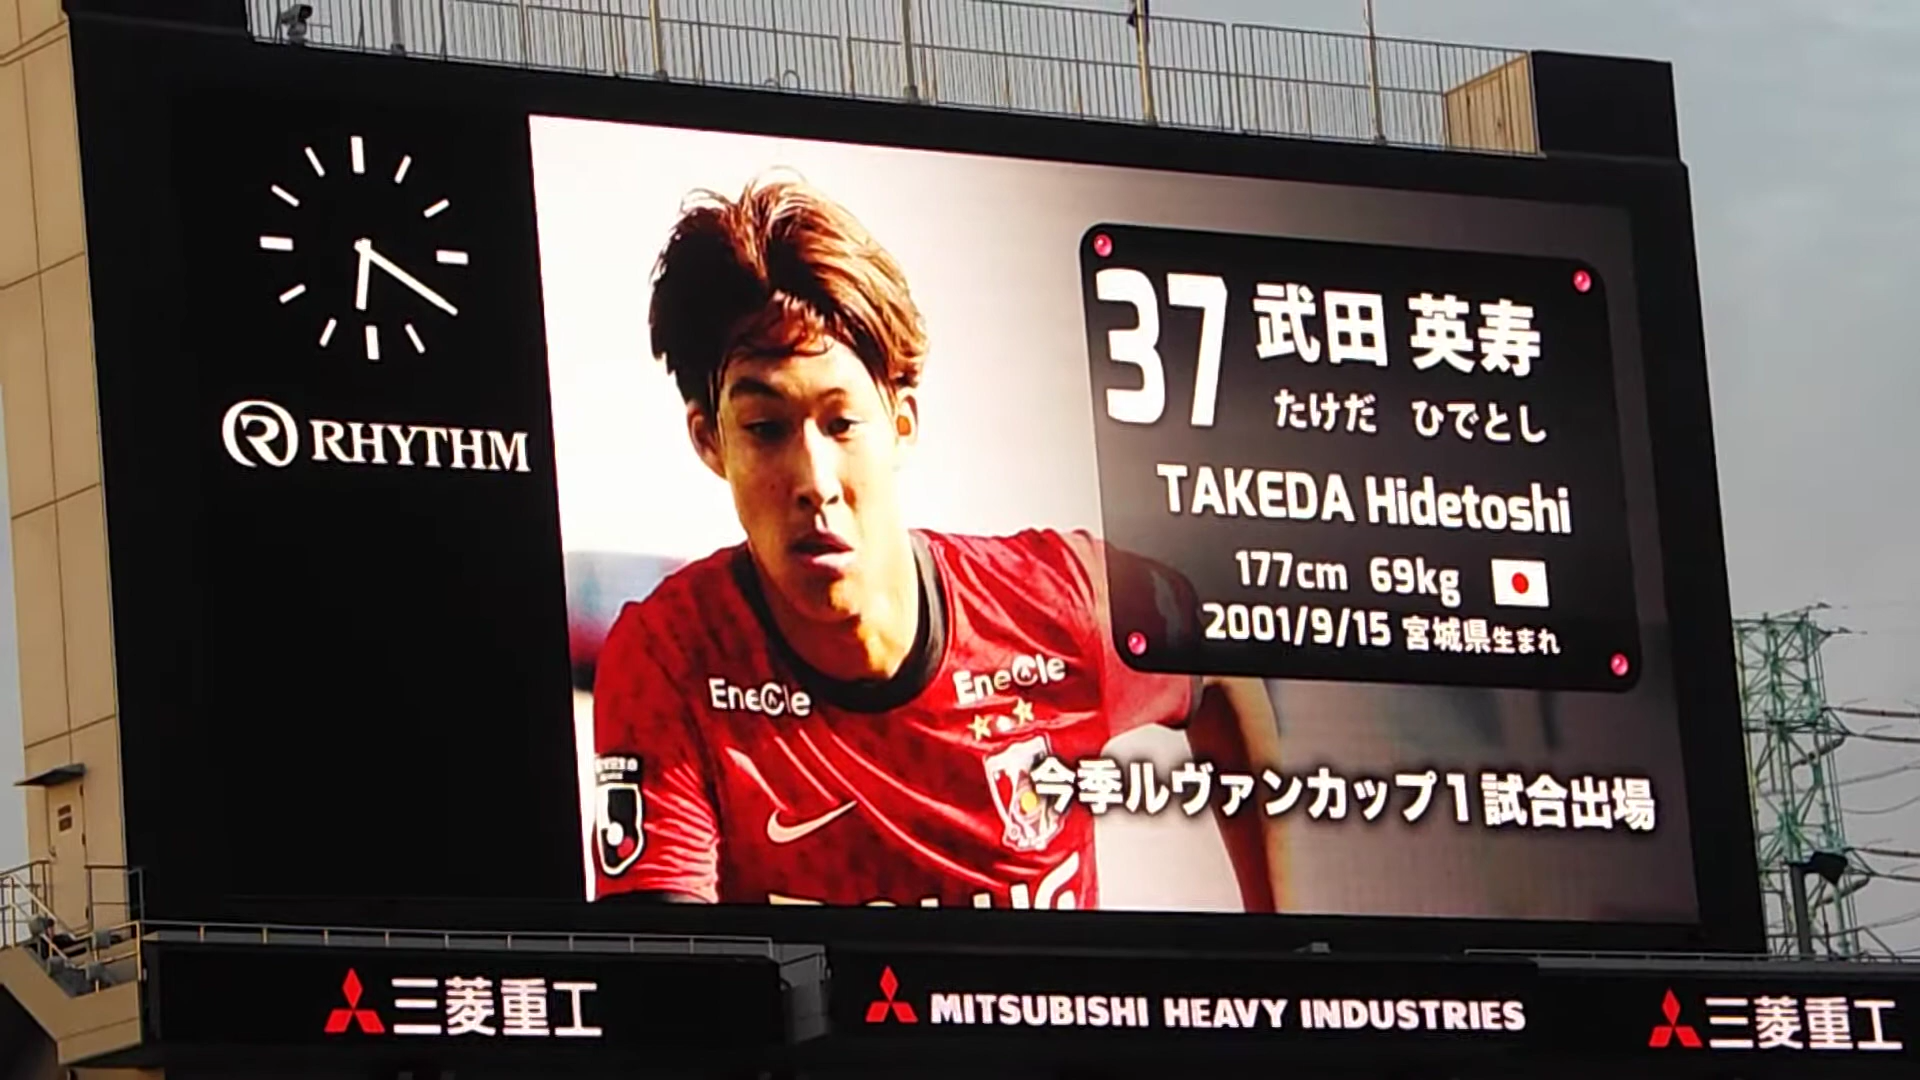 RHYTHM
37 武田 英寿
たけだ ひでとし
TAKEDA Hidetoshi
177cm 69kg
2001/9/15 宮城県生まれ
EneCle
EneCle
今季ルヴァンカップ1試合出場
三菱重工
MITSUBISHI HEAVY INDUSTRIES
三菱重工